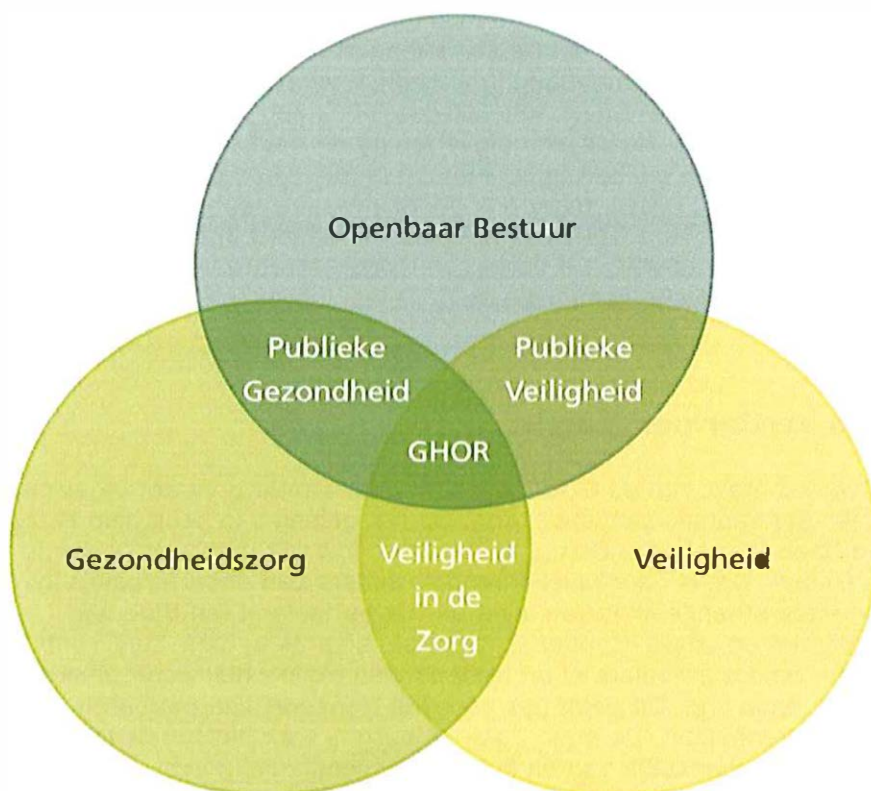 Openbaar Bestuur
Publieke
Gezondheid
Publieke
Veiligheid
GHOR
Gezondheidszorg
Veiligheid
in de
Zorg
Veiligheid